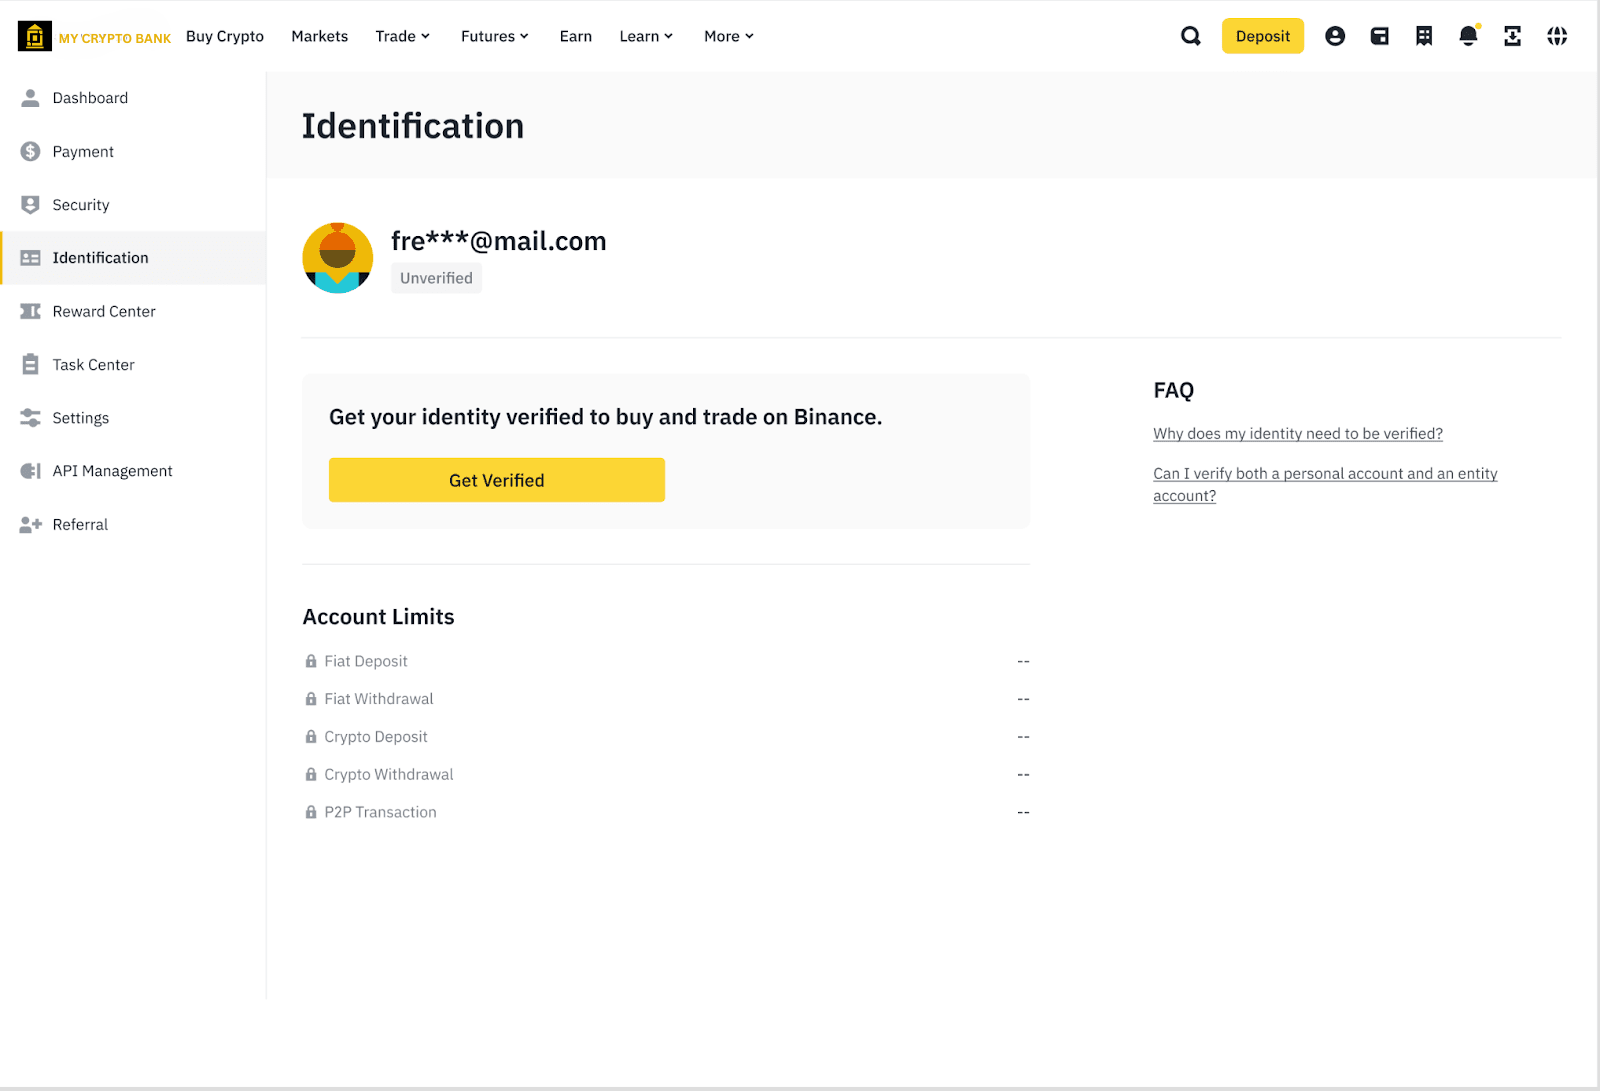 MY CRYPTO BANK Buy Crypto Markets Trade Futures Earn Learn More Deposit
Dashboard
Payment
Security
Identification
Reward Center
Task Center
Settings
API Management
Referral
Identification
fre***@mail.com
Unverified
Get your identity verified to buy and trade on Binance.
Get Verified
Account Limits
Fiat Deposit --
Fiat Withdrawal --
Crypto Deposit --
Crypto Withdrawal --
P2P Transaction --
FAQ
Why does my identity need to be verified?
Can I verify both a personal account and an entity
account?